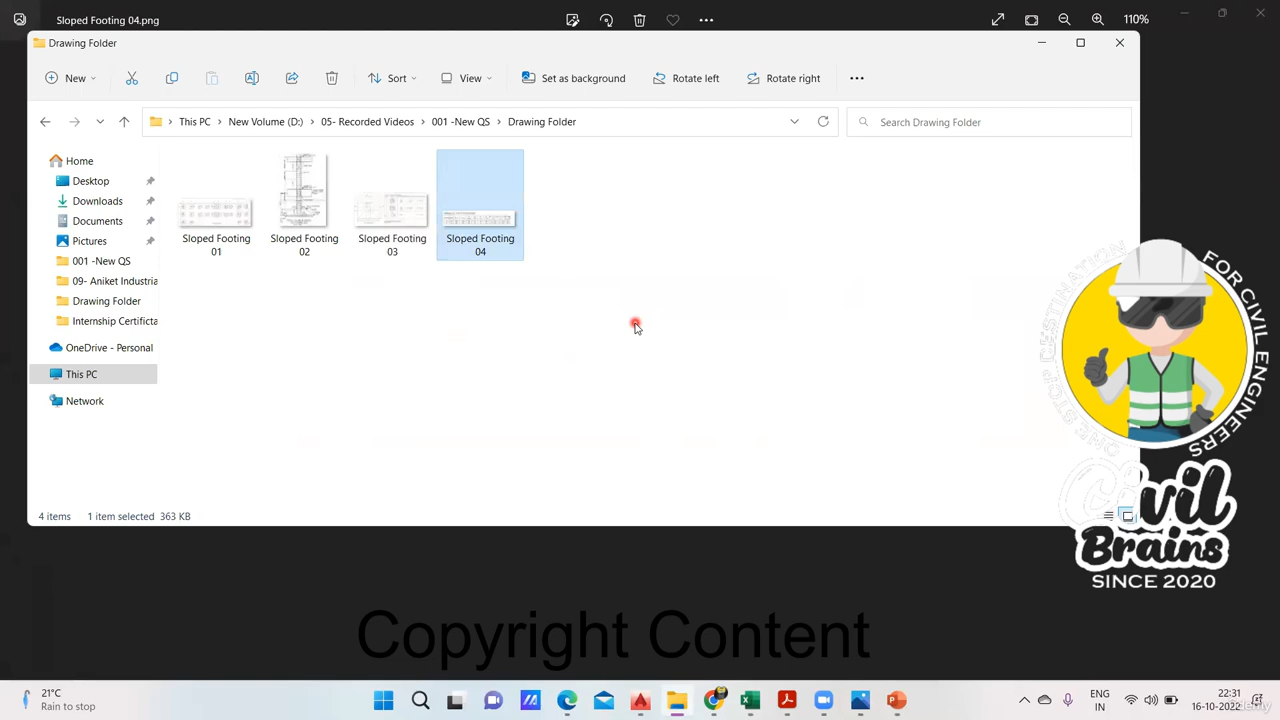 Sloped Footing 04.png
110%
Drawing Folder
New
Sort
View
Set as background
Rotate left
Rotate right
This PC > New Volume (D:) > 05- Recorded Videos > 001 -New QS > Drawing Folder
Search Drawing Folder
Home
Desktop
Downloads
Documents
Pictures
001 -New QS
09- Aniket Industria
Drawing Folder
Internship Certificta
OneDrive - Personal
This PC
Network
Sloped Footing
01
Sloped Footing
02
Sloped Footing
03
Sloped Footing
04
4 items
1 item selected 363 KB
ONE STOP DESTINATION FOR CIVIL ENGINEERS
Civil
Brains
SINCE 2020
Copyright Content
21°C
Rain to stop
ENG
IN
22:31
16-10-2022